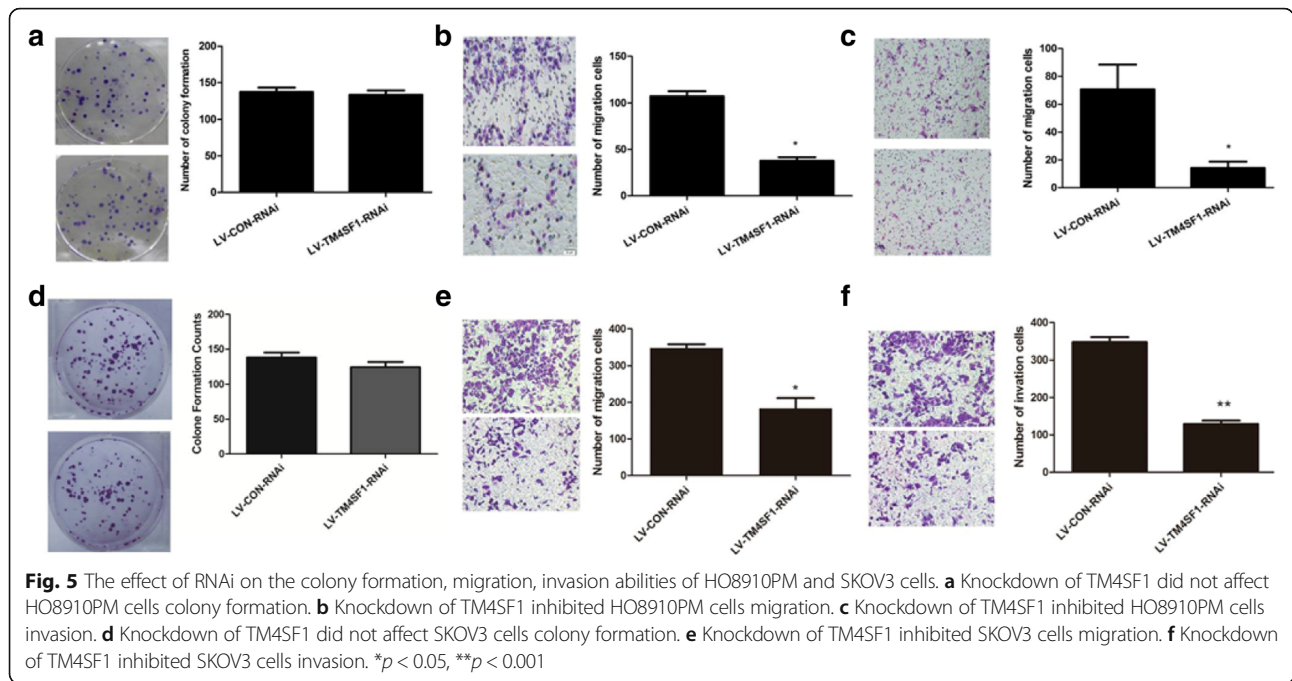 a
Number of colony formation
200
150
100
50
0
LV-CON-RNAi
LV-TM4SF1-RNAi
b
Number of migration cells
150
100
50
0
*
LV-CON-RNAi
LV-TM4SF1-RNAi
c
Number of migration cells
100
80
60
40
20
0
*
LV-CON-RNAi
LV-TM4SF1-RNAi
d
Colone Formation Counts
200
150
100
50
0
LV-CON-RNAi
LV-TM4SF1-RNAi
e
Number of migration cells
400
300
200
100
0
*
LV-CON-RNAi
LV-TM4SF1-RNAi
f
Number of invation cells
400
300
200
100
0
**
LV-CON-RNAi
LV-TM4SF1-RNAi
Fig. 5 The effect of RNAi on the colony formation, migration, invasion abilities of HO8910PM and SKOV3 cells. a Knockdown of TM4SF1 did not affect
HO8910PM cells colony formation. b Knockdown of TM4SF1 inhibited HO8910PM cells migration. c Knockdown of TM4SF1 inhibited HO8910PM cells
invasion. d Knockdown of TM4SF1 did not affect SKOV3 cells colony formation. e Knockdown of TM4SF1 inhibited SKOV3 cells migration. f Knockdown
of TM4SF1 inhibited SKOV3 cells invasion. *p < 0.05, **p < 0.001